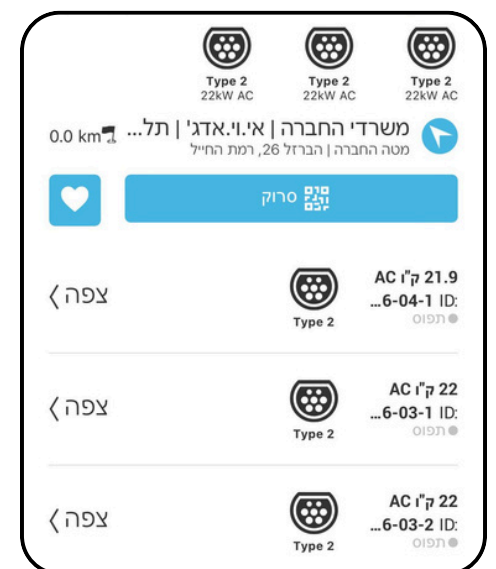 Type 2
22kW AC
Type 2
22kW AC
Type 2
22kW AC
משרדי החברה | אי.וי.אדג' | תל...
0.0 km
מטה החברה | הברזל 26, רמת החייל
סרוק
21.9 ק"ו AC
...6-04-1 ID:
תפוס
Type 2
צפה
22 ק"ו AC
...6-03-1 ID:
תפוס
Type 2
צפה
22 ק"ו AC
...6-03-2 ID:
תפוס
Type 2
צפה